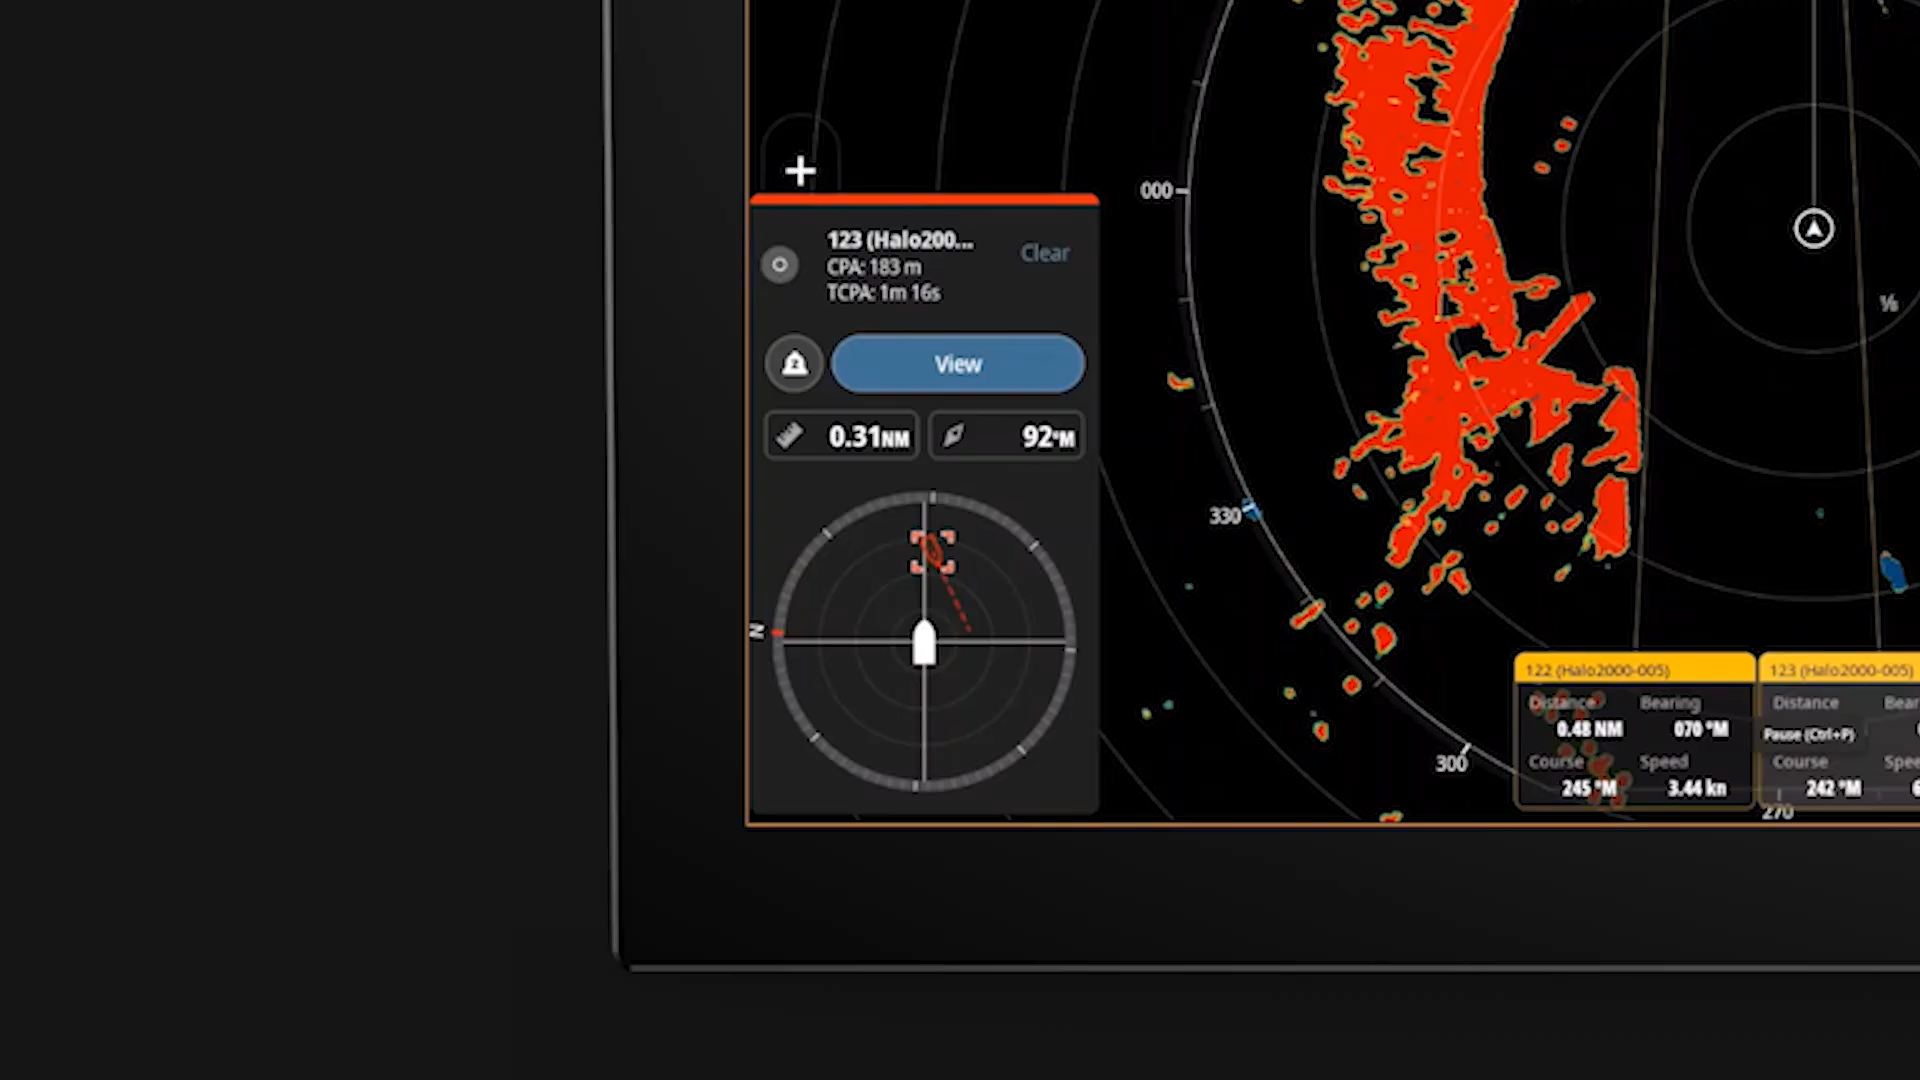 123 (Halo200...
Clear
CPA: 183 m
TCPA: 1m 16s
View
0.31NM
92°M
N
000
330
300
270
⅛
122 (Halo2000-005)
Distance
Bearing
0.48 NM
070 °M
Course
Speed
245 °M
3.44 kn
123 (Halo2000-005)
Distance
Pause (Ctrl+P)
Course
242 °M